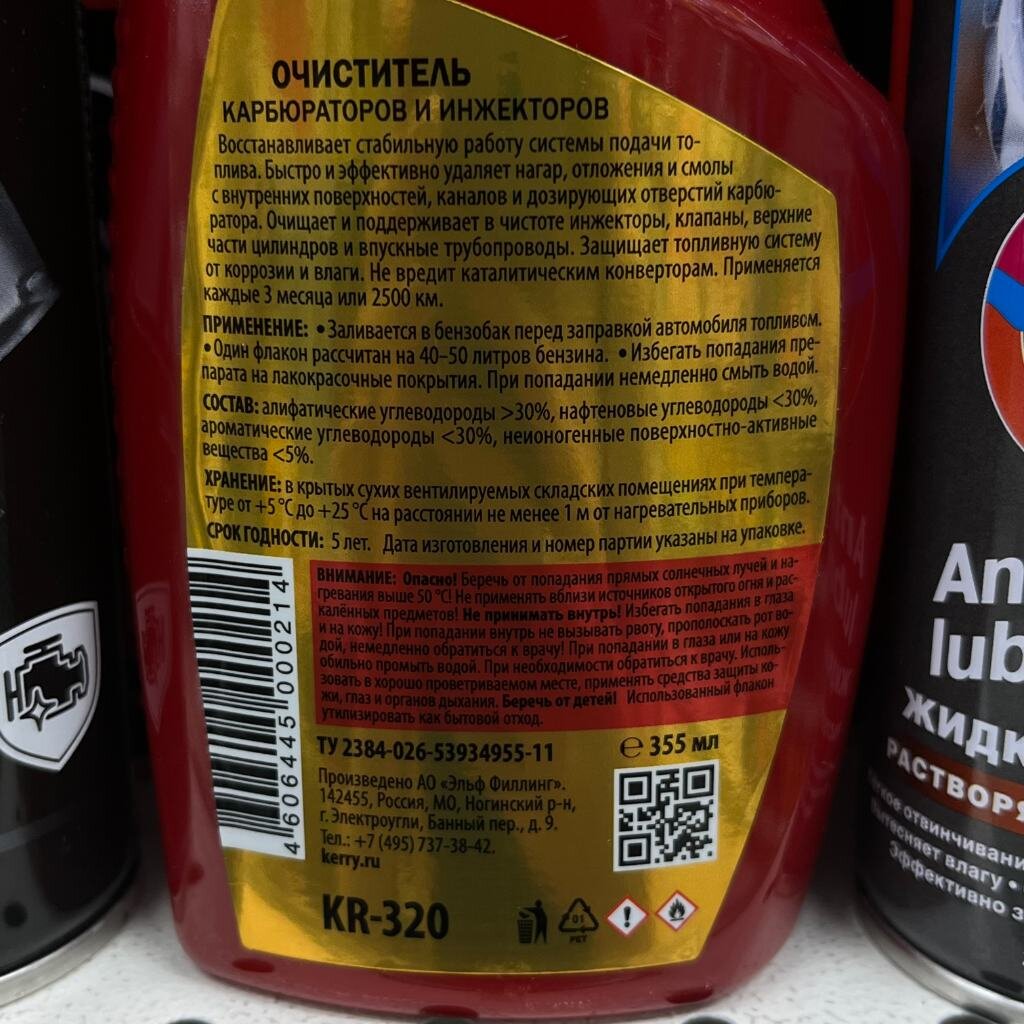 ОЧИСТИТЕЛЬ
КАРБЮРАТОРОВ И ИНЖЕКТОРОВ
Восстанавливает стабильную работу системы подачи то-
плива. Быстро и эффективно удаляет нагар, отложения и смолы
с внутренних поверхностей, каналов и дозирующих отверстий карбю-
ратора. Очищает и поддерживает в чистоте инжекторы, клапаны, верхние
части цилиндров и впускные трубопроводы. Защищает топливную систему
от коррозии и влаги. Не вредит каталитическим конверторам. Применяется
каждые 3 месяца или 2500 км.
ПРИМЕНЕНИЕ: • Заливается в бензобак перед заправкой автомобиля топливом.
• Один флакон рассчитан на 40–50 литров бензина. • Избегать попадания пре-
парата на лакокрасочные покрытия. При попадании немедленно смыть водой.
СОСТАВ: алифатические углеводороды >30%, нафтеновые углеводороды <30%,
ароматические углеводороды <30%, неионогенные поверхностно-активные
вещества <5%.
ХРАНЕНИЕ: в крытых сухих вентилируемых складских помещениях при темпера-
туре от +5 °С до +25 °С на расстоянии не менее 1 м от нагревательных приборов.
СРОК ГОДНОСТИ: 5 лет. Дата изготовления и номер партии указаны на упаковке.
ВНИМАНИЕ: Опасно! Беречь от попадания прямых солнечных лучей и на-
гревания выше 50 °С! Не применять вблизи источников открытого огня и рас-
калённых предметов! Не принимать внутрь! Избегать попадания в глаза
и на кожу! При попадании внутрь не вызывать рвоту, прополоскать рот во-
дой, немедленно обратиться к врачу! При попадании в глаза или на кожу
обильно промыть водой. При необходимости обратиться к врачу. Исполь-
зовать в хорошо проветриваемом месте, применять средства защиты ко-
жи, глаз и органов дыхания. Беречь от детей! Использованный флакон
утилизировать как бытовой отход.
4 606445 000214
ТУ 2384-026-53934955-11
℮ 355 мл
Произведено АО «Эльф Филлинг».
142455, Россия, МО, Ногинский р-н,
г. Электроугли, Банный пер., д. 9.
Тел.: +7 (495) 737-38-42.
kerry.ru
KR-320
01
PET
An
lub
жидк
РАСТВОРЯ
отвинчивани
вытесняет влагу •
Эффективно з